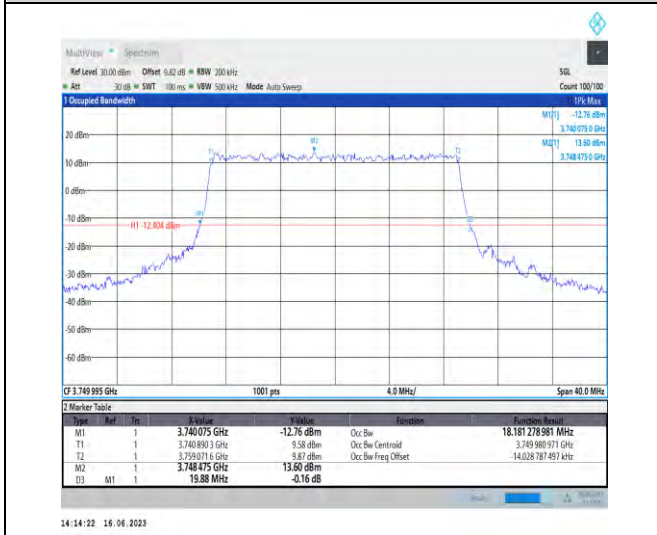 MultiView Spectrum
Ref Level 30.00 dBm Offset 9.82 dB RBW 200 kHz SGL
Att 30 dB SWT 100 ms VBW 500 kHz Mode Auto Sweep Count 100/100
1 Occupied Bandwidth 1Pk Max
M1[1] -12.76 dBm
3.740 075 0 GHz
M2[1] 13.60 dBm
3.748 475 0 GHz
20 dBm
M2
T1 T2
10 dBm
0 dBm
-10 dBm
M1 D3
H1 -12.404 dBm
-20 dBm
-30 dBm
-40 dBm
-50 dBm
-60 dBm
CF 3.749 995 GHz 1001 pts 4.0 MHz/ Span 40.0 MHz
2 Marker Table
Type Ref Trc X-Value Y-Value Function Function Result
M1 1 3.740 075 GHz -12.76 dBm Occ Bw 18.181 278 981 MHz
T1 1 3.740 890 3 GHz 9.58 dBm Occ Bw Centroid 3.749 980 971 GHz
T2 1 3.759 071 6 GHz 9.87 dBm Occ Bw Freq Offset -14.028 787 497 kHz
M2 1 3.748 475 GHz 13.60 dBm
D3 M1 1 19.88 MHz -0.16 dB
14:14:22 16.06.2023